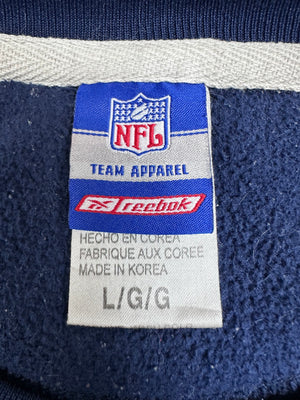 NFL
TEAM APPAREL
Reebok
HECHO EN COREA
FABRIQUE AUX COREE
MADE IN KOREA
L/G/G